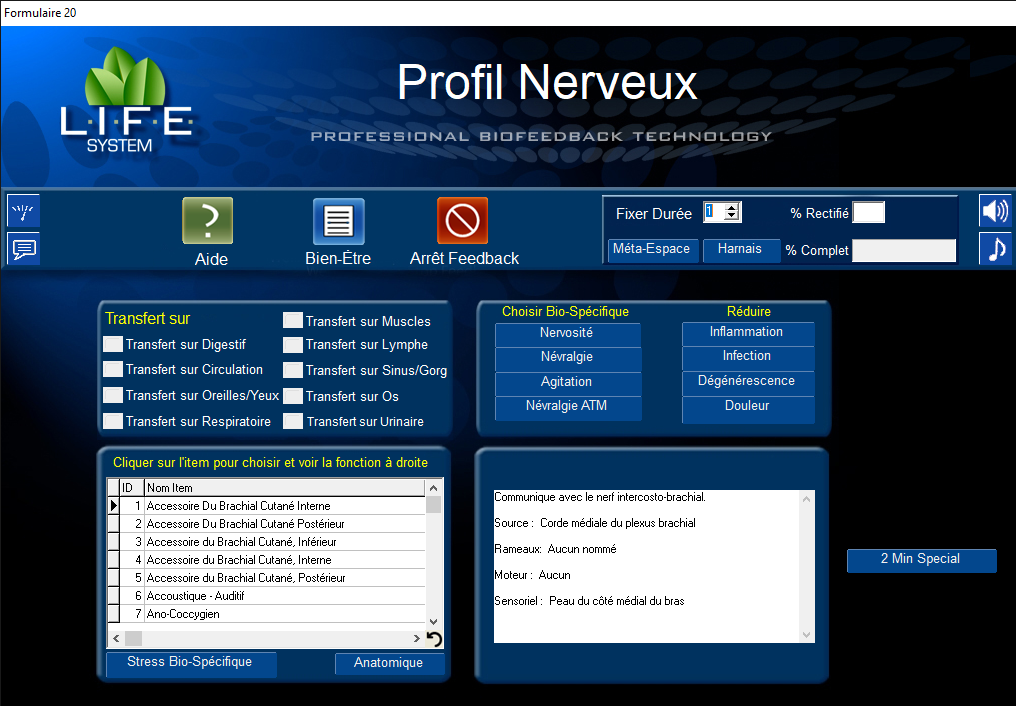 Formulaire 20
L·I·F·E
SYSTEM
Profil Nerveux
PROFESSIONAL BIOFEEDBACK TECHNOLOGY
?
Aide
Bien-Être
Arrêt Feedback
Fixer Durée 1
% Rectifié
Méta-Espace
Harnais
% Complet
Transfert sur
Transfert sur Digestif
Transfert sur Circulation
Transfert sur Oreilles/Yeux
Transfert sur Respiratoire
Transfert sur Muscles
Transfert sur Lymphe
Transfert sur Sinus/Gorg
Transfert sur Os
Transfert sur Urinaire
Choisir Bio-Spécifique
Nervosité
Névralgie
Agitation
Névralgie ATM
Réduire
Inflammation
Infection
Dégénérescence
Douleur
Cliquer sur l'item pour choisir et voir la fonction à droite
ID Nom Item
1 Accessoire Du Brachial Cutané Interne
2 Accessoire Du Brachial Cutané Postérieur
3 Accessoire du Brachial Cutané, Inférieur
4 Accessoire du Brachial Cutané, Interne
5 Accessoire du Brachial Cutané, Postérieur
6 Accoustique - Auditif
7 Ano-Coccygien
Stress Bio-Spécifique
Anatomique
Communique avec le nerf intercosto-brachial.
Source : Corde médiale du plexus brachial
Rameaux: Aucun nommé
Moteur : Aucun
Sensoriel : Peau du côté médial du bras
2 Min Special